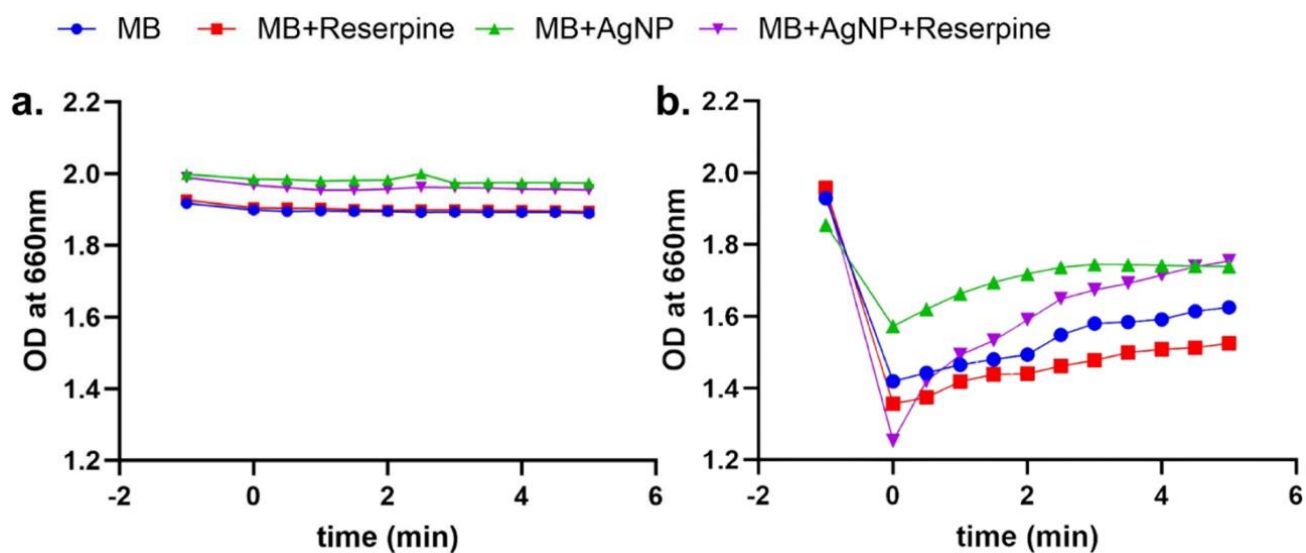 MB MB+Reserpine MB+AgNP MB+AgNP+Reserpine
a.
2.2
2.0
1.8
1.6
1.4
1.2
OD at 660nm
-2 0 2 4 6
time (min)
b.
2.2
2.0
1.8
1.6
1.4
1.2
OD at 660nm
-2 0 2 4 6
time (min)